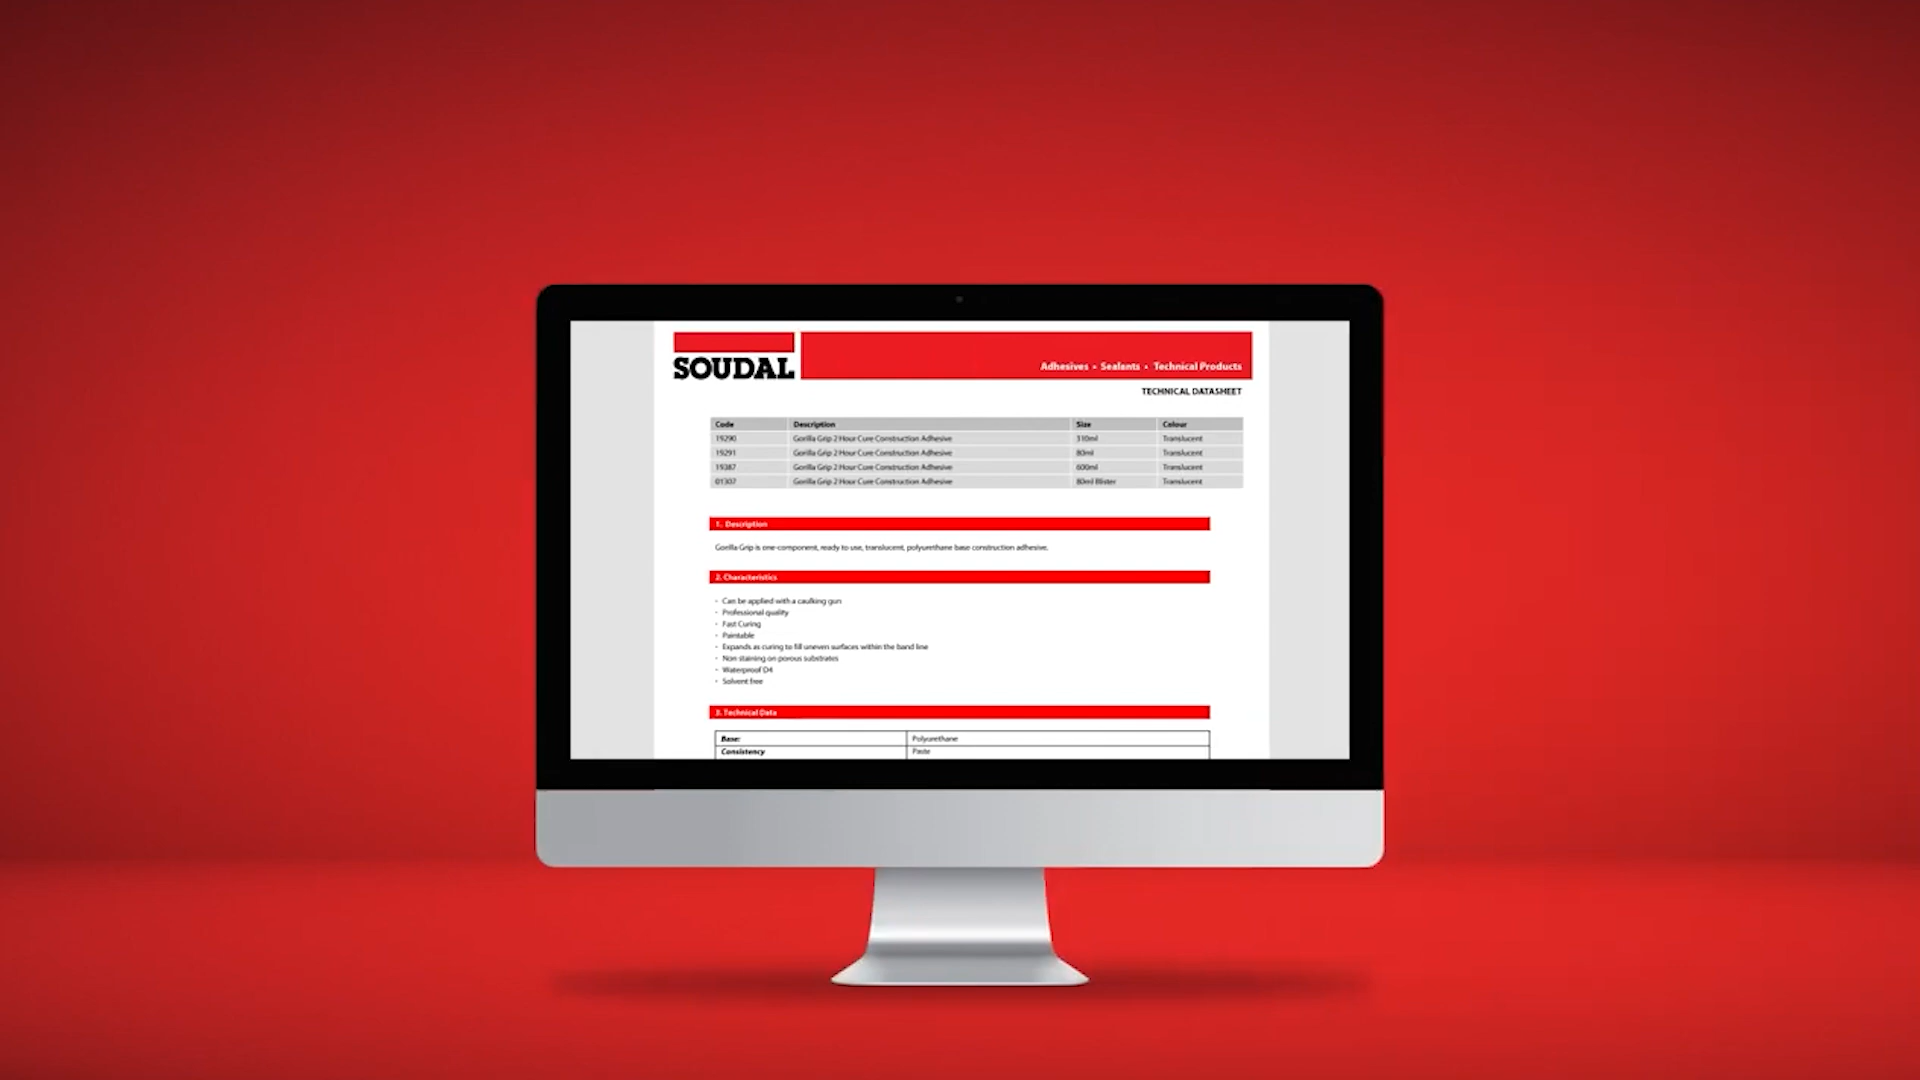 SOUDAL
Adhesives • Sealants • Technical Products
TECHNICAL DATASHEET
Code Description Size Colour
19290 Gorilla Grip 2 Hour Cure Construction Adhesive 310ml Translucent
19291 Gorilla Grip 2 Hour Cure Construction Adhesive 80ml Translucent
19387 Gorilla Grip 2 Hour Cure Construction Adhesive 600ml Translucent
01307 Gorilla Grip 2 Hour Cure Construction Adhesive 80ml Blister Translucent
1. Description
Gorilla Grip is one-component, ready to use, translucent, polyurethane base construction adhesive.
2. Characteristics
• Can be applied with a caulking gun
• Professional quality
• Fast Curing
• Paintable
• Expands as curing to fill uneven surfaces within the band line
• Non staining on porous substrates
• Waterproof D4
• Solvent free
3. Technical Data
Base: Polyurethane
Consistency Paste